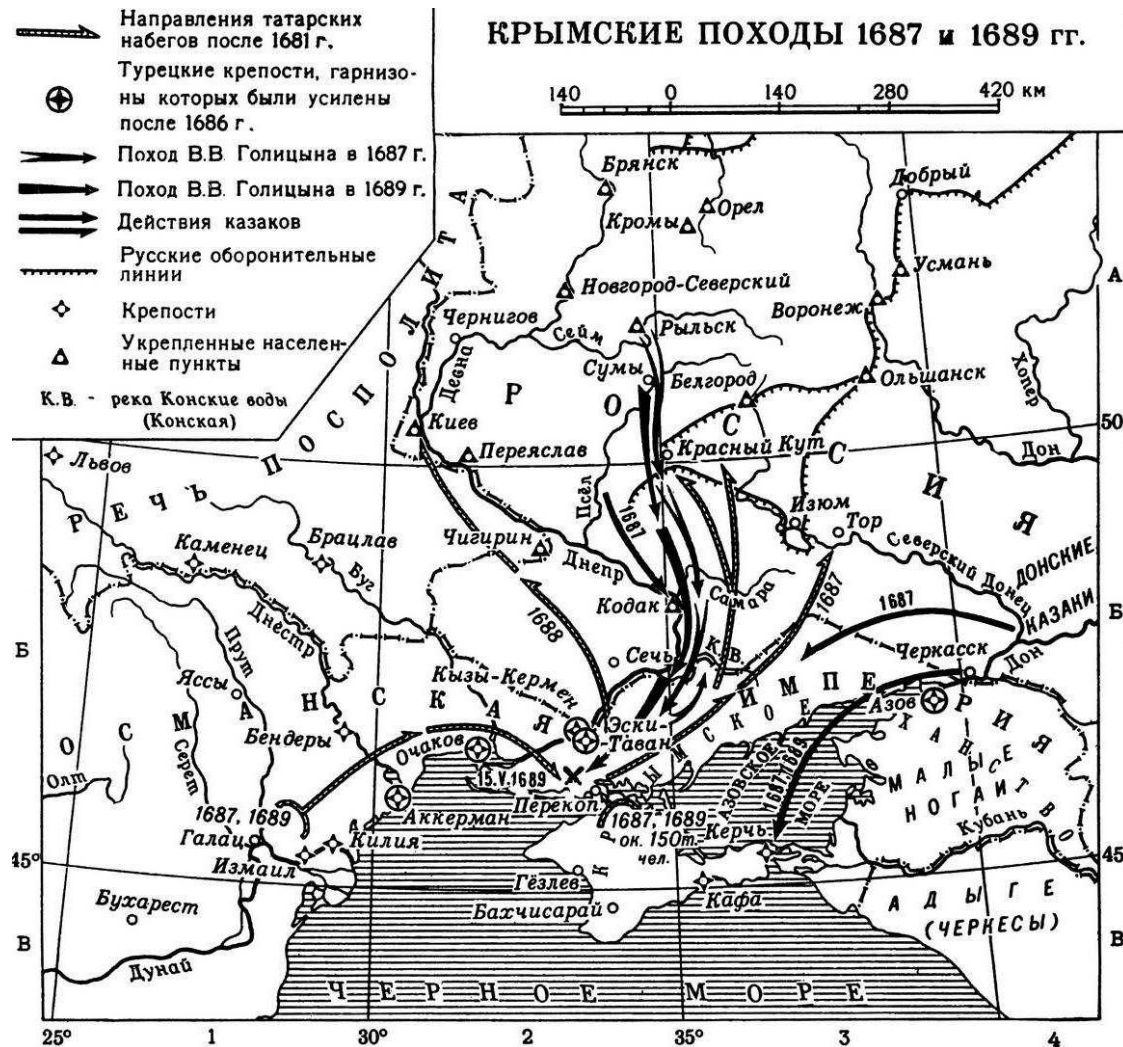 КРЫМСКИЕ ПОХОДЫ 1687 и 1689 гг.
140 0 140 280 420 км
Направления татарских
набегов после 1681 г.
Турецкие крепости, гарнизо-
ны которых были усилены
после 1686 г.
Поход В.В. Голицына в 1687 г.
Поход В.В. Голицына в 1689 г.
Действия казаков
Русские оборонительные
линии
Крепости
Укрепленные населен-
ные пункты
К.В. - река Конские воды
(Конская)
РЕЧЬ ПОСПОЛИТА
РОССИЯ
ОСМАНСКАЯ ИМПЕРИЯ
Брянск
Добрый
Кромы
Орел
Усмань
А
Новгород-Северский
Воронеж
Чернигов
Сейм
Рыльск
Хопер
Сумы
Белгород
Ольшанск
Девна
Киев
50
Переяслав
Красный Кут
Дон
Львов
Псёл
1687
Изюм
Тор
Каменец
Брацлав
Чигирин
Северский Донец
Буг
Днепр
ДОНСКИЕ
КАЗАКИ
Кодак
Самара
1687
1687
Днестр
1688
Б
Б
Прут
Сечь
К.В.
Черкасск
Дон
Яссы
Кызы-Кермен
Азов
Эски-
Таван
Бендеры
Очаков
КРЫМСКОЕ ХАНСТВО
МАЛЫЕ
НОГАИ
Олт
Серет
15.V.1689
АЗОВСКОЕ
МОРЕ
1687-1689
Перекоп
1687, 1689
Аккерман
1687, 1689
ок. 150т.
чел.
Керчь
Кубань
Галац
Килия
45°
45
Измаил
Гёзлев
Кафа
АДЫГЕ
(ЧЕРКЕСЫ)
Бухарест
Бахчисарай
В
В
Дунай
ЧЕРНОЕ МОРЕ
25° 1 30° 2 35° 3 4